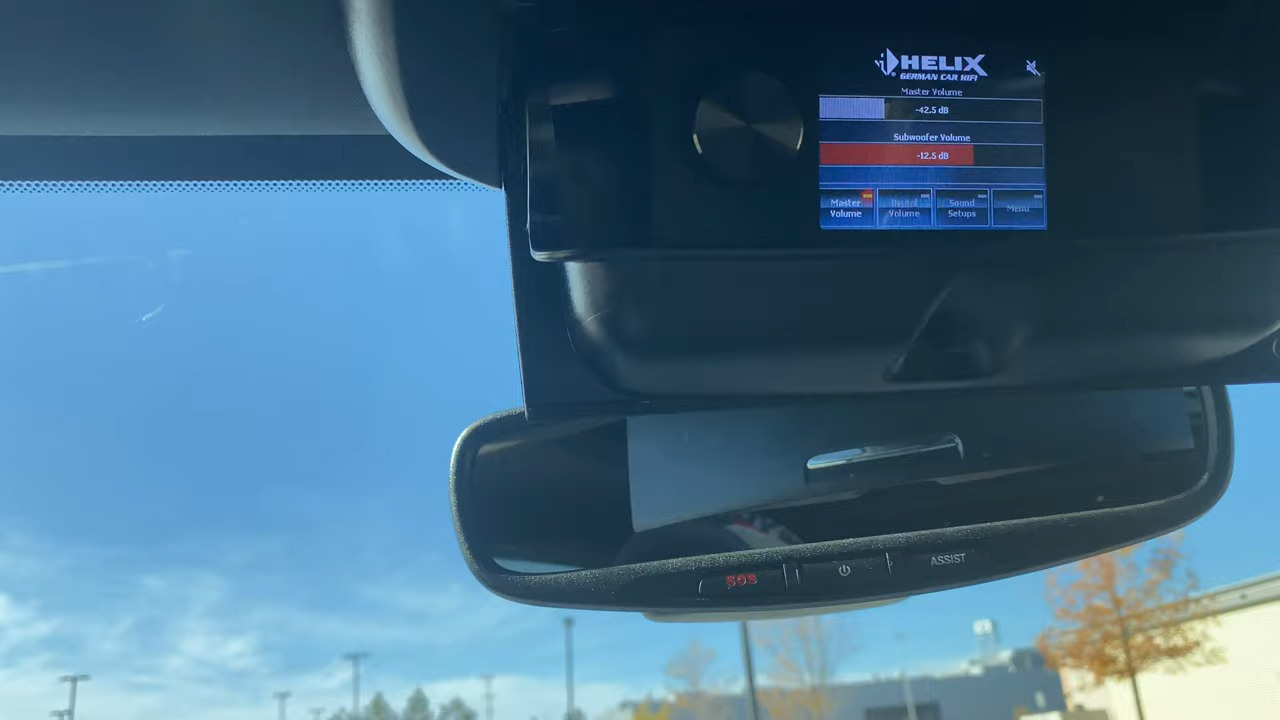 HELIX
GERMAN CAR HIFI
Master Volume
-42.5 dB
Subwoofer Volume
-12.5 dB
Master Volume
Digital Volume
Sound Setups
Menu
SOS
ASSIST